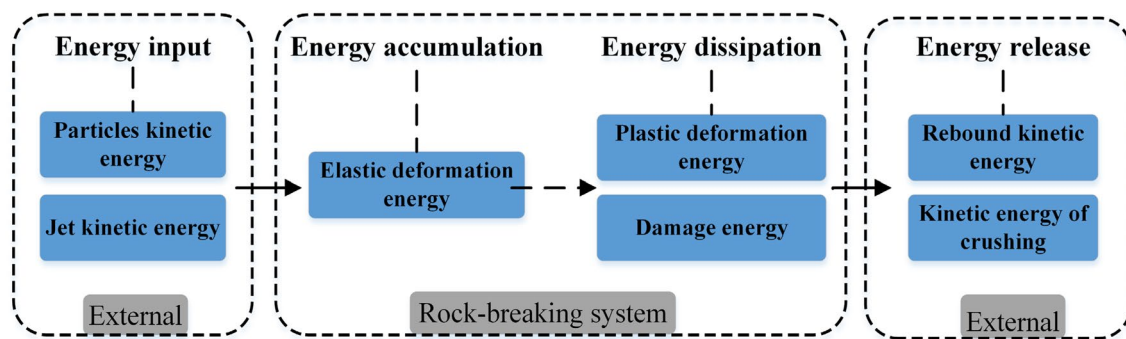 Energy input
Particles kinetic
energy
Jet kinetic energy
External
Energy accumulation
Energy dissipation
Elastic deformation
energy
Plastic deformation
energy
Damage energy
Rock-breaking system
Energy release
Rebound kinetic
energy
Kinetic energy of
crushing
External